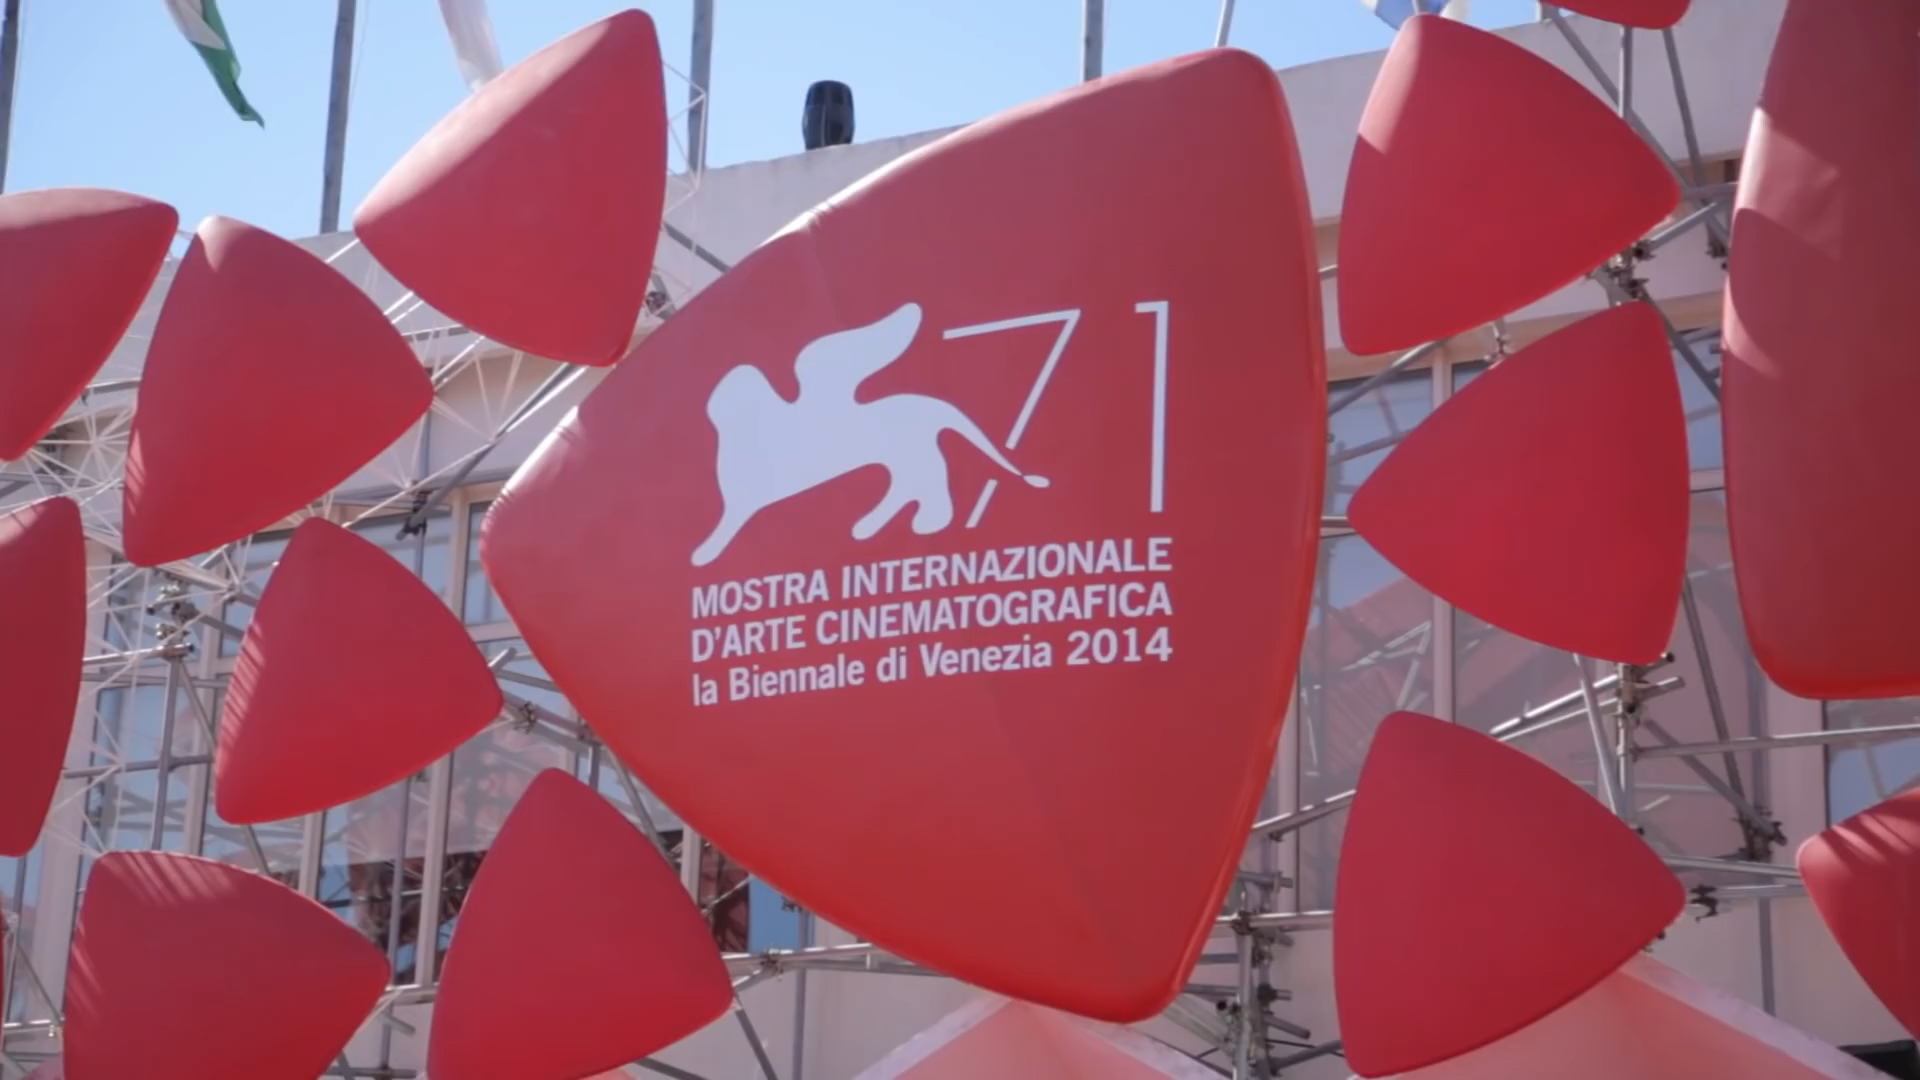 71
MOSTRA INTERNAZIONALE
D'ARTE CINEMATOGRAFICA
la Biennale di Venezia 2014